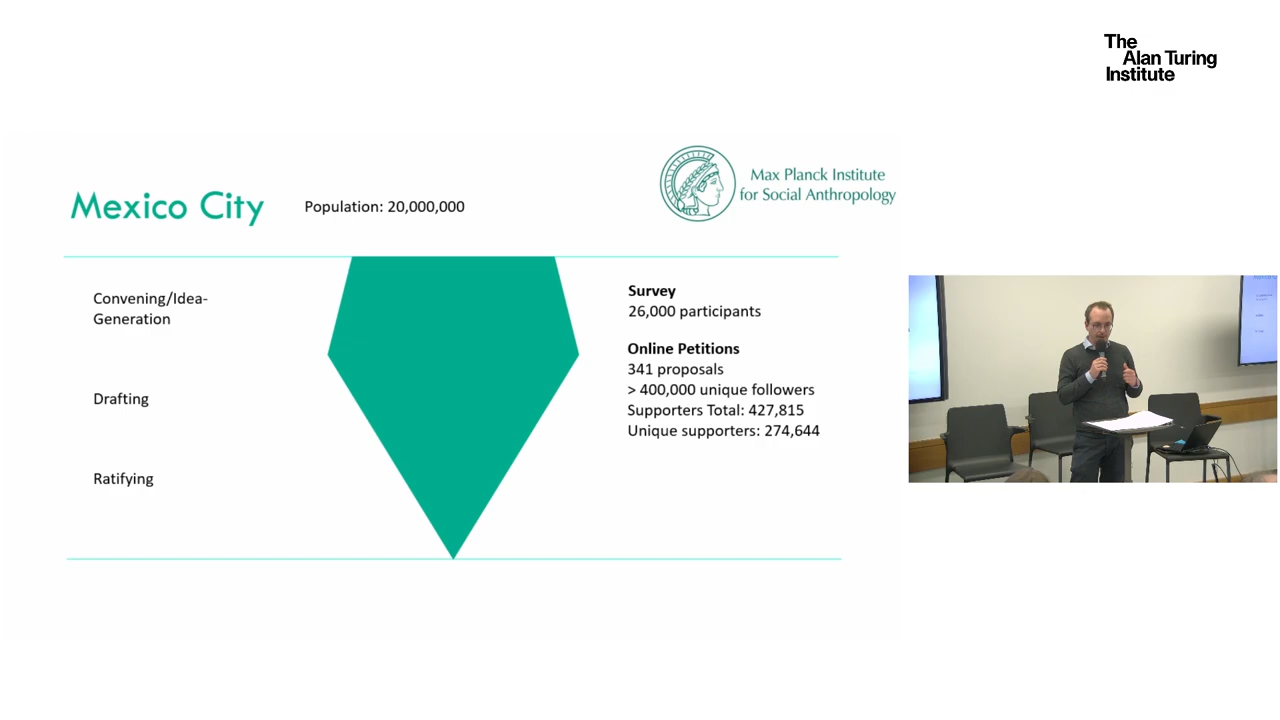 The
Alan Turing
Institute
Max Planck Institute
for Social Anthropology
Mexico City
Population: 20,000,000
Convening/Idea-
Generation
Drafting
Ratifying
Survey
26,000 participants
Online Petitions
341 proposals
> 400,000 unique followers
Supporters Total: 427,815
Unique supporters: 274,644